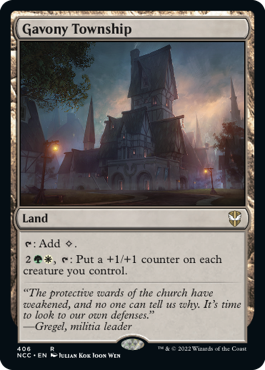 Gavony Township
Land
: Add .
2, : Put a +1/+1 counter on each
creature you control.
“The protective wards of the church have
weakened, and no one can tell us why. It’s time
to look to our own defenses.”
—Gregel, militia leader
406 R
NCC • EN Julian Kok Joon Wen
™ & © 2022 Wizards of the Coast